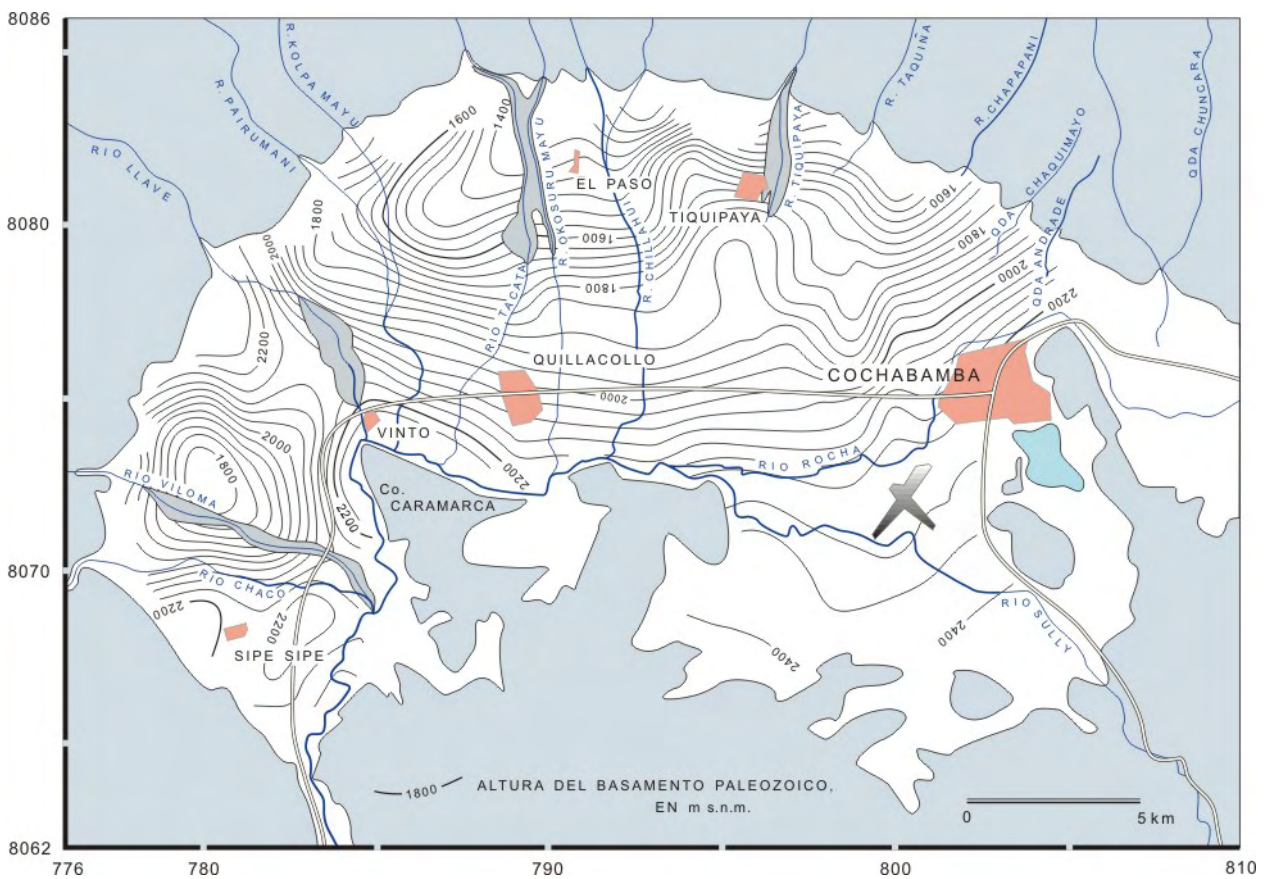 8086
R. KOLPA MAYU
R. PAIRUMANI
RIO LLAVE
1600
1400
R. OKOSURU MAYU
EL PASO
R. CHILLAHUI
R. TIQUIPAYA
TIQUIPAYA
R. TAQUIÑA
R. CHAPAPANI
QDA CHAQUIMAYO
QDA ANDRADE
QDA CHUNCARA
1600
1800
2000
2200
8080
1800
2000
1600
1800
RIO TACATA
2200
QUILLACOLLO
2000
COCHABAMBA
VINTO
2000
1800
2200
2200
RIO ROCHA
RIO VILOMA
Co.
CARAMARCA
8070
RIO CHACO
2200
2200
SIPE SIPE
RIO SULLY
2400
2400
1800
ALTURA DEL BASAMENTO PALEOZOICO,
EN m s.n.m.
0 5 km
8062
776 780 790 800 810